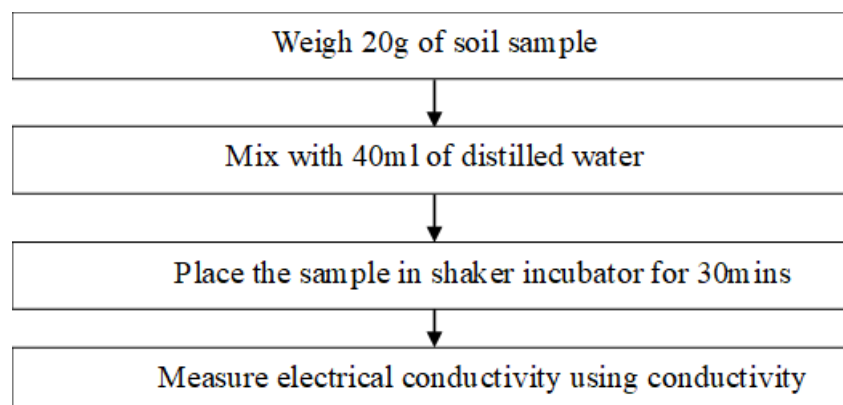 Weigh 20g of soil sample
Mix with 40ml of distilled water
Place the sample in shaker incubator for 30mins
Measure electrical conductivity using conductivity